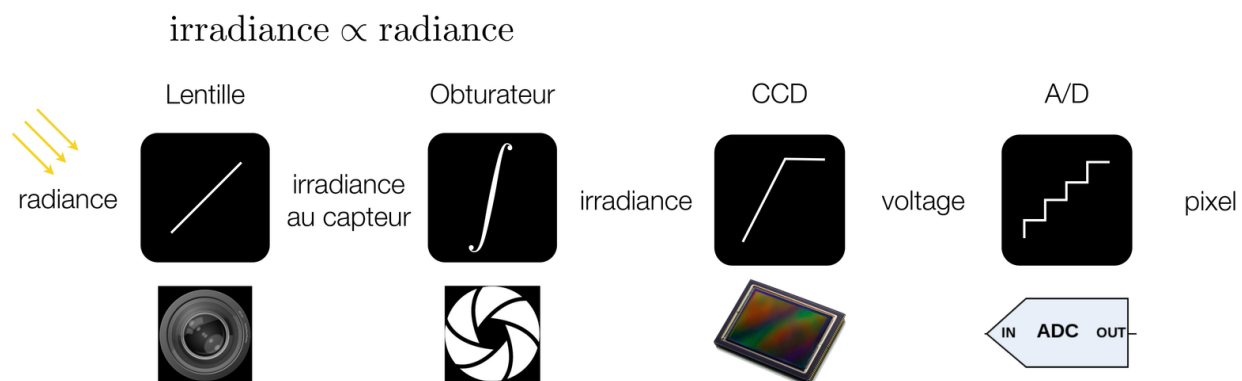 irradiance ∝ radiance
Lentille
Obturateur
CCD
A/D
radiance
irradiance
au capteur
∫
irradiance
voltage
pixel
IN ADC OUT